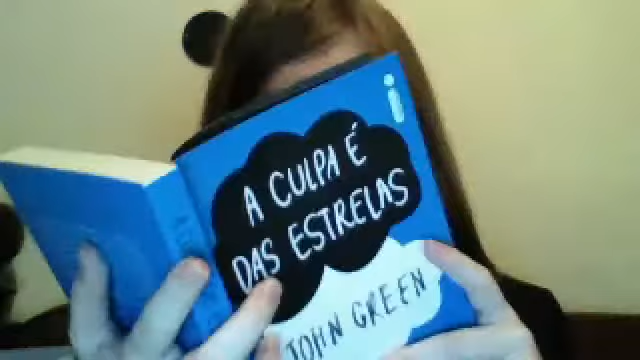 i
A CULPA É
DAS ESTRELAS
JOHN GREEN